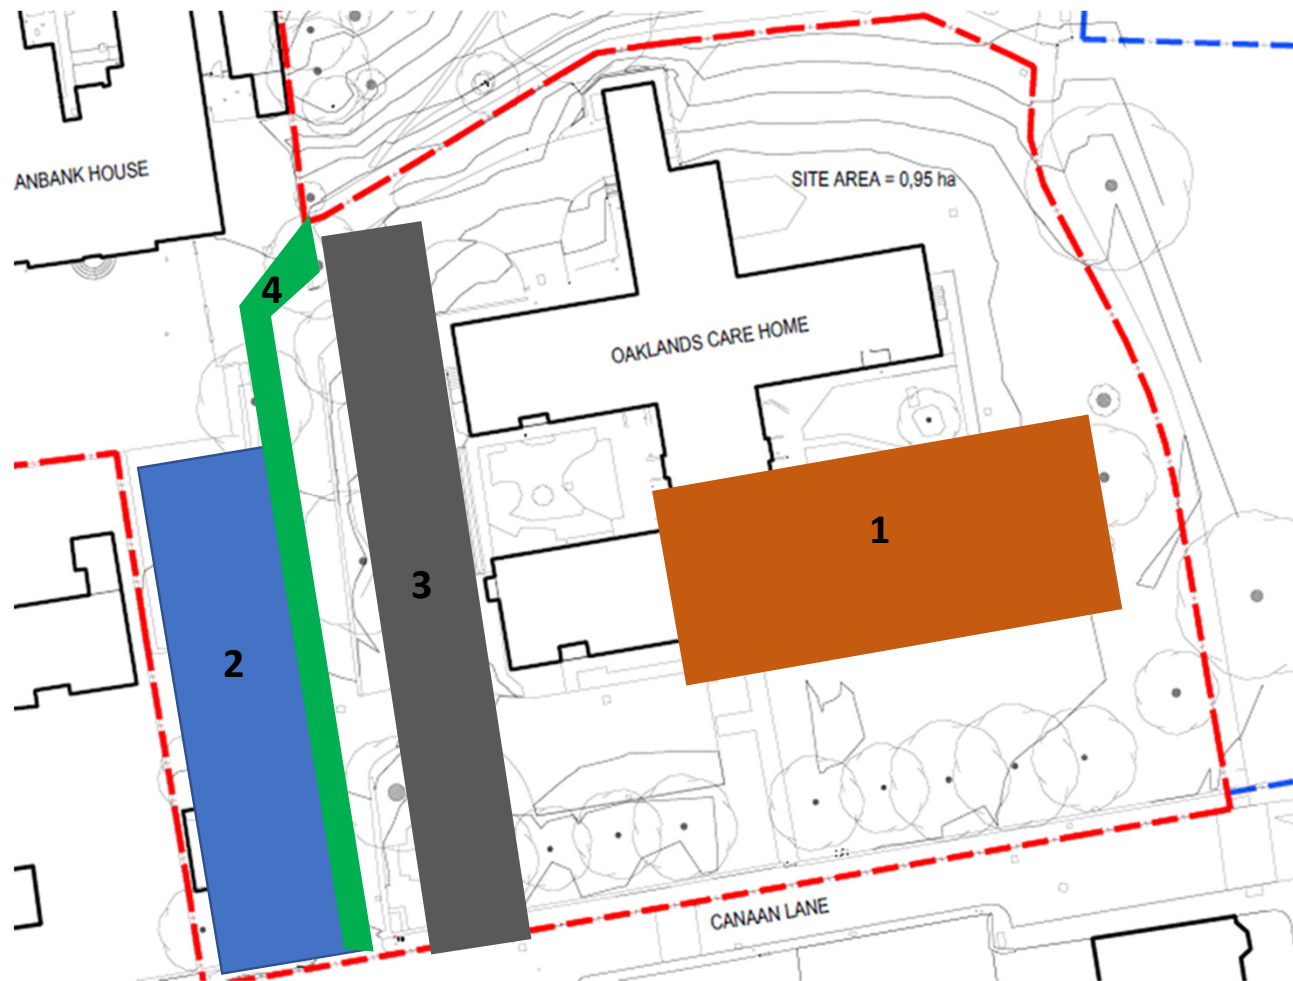 ANBANK HOUSE
SITE AREA = 0,95 ha
4
OAKLANDS CARE HOME
1
3
2
CANAAN LANE